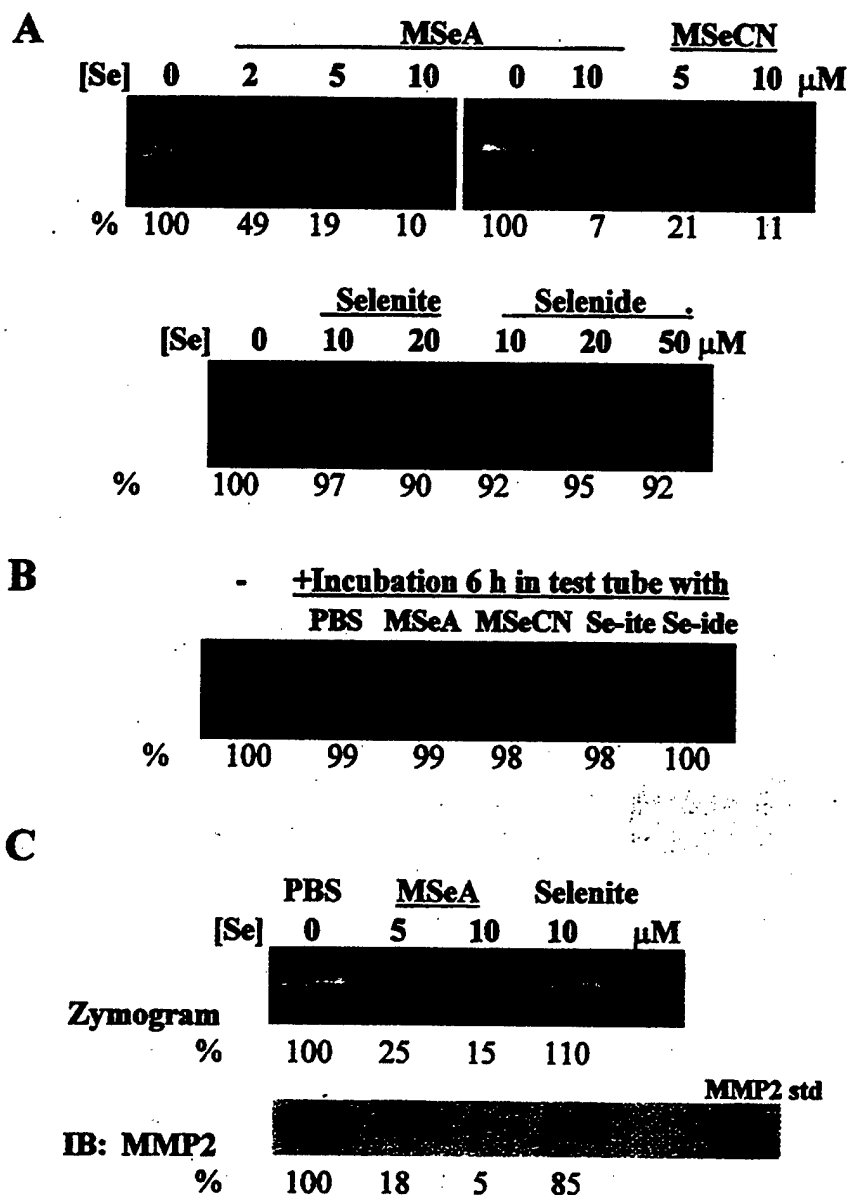 A
MSeA MSeCN
[Se] 0 2 5 10 0 10 5 10 μM
% 100 49 19 10 100 7 21 11
Selenite Selenide
[Se] 0 10 20 10 20 50 μM
% 100 97 90 92 95 92
B
- +Incubation 6 h in test tube with
PBS MSeA MSeCN Se-ite Se-ide
% 100 99 99 98 98 100
C
PBS MSeA Selenite
[Se] 0 5 10 10 μM
Zymogram
% 100 25 15 110
MMP2 std
IB: MMP2
% 100 18 5 85